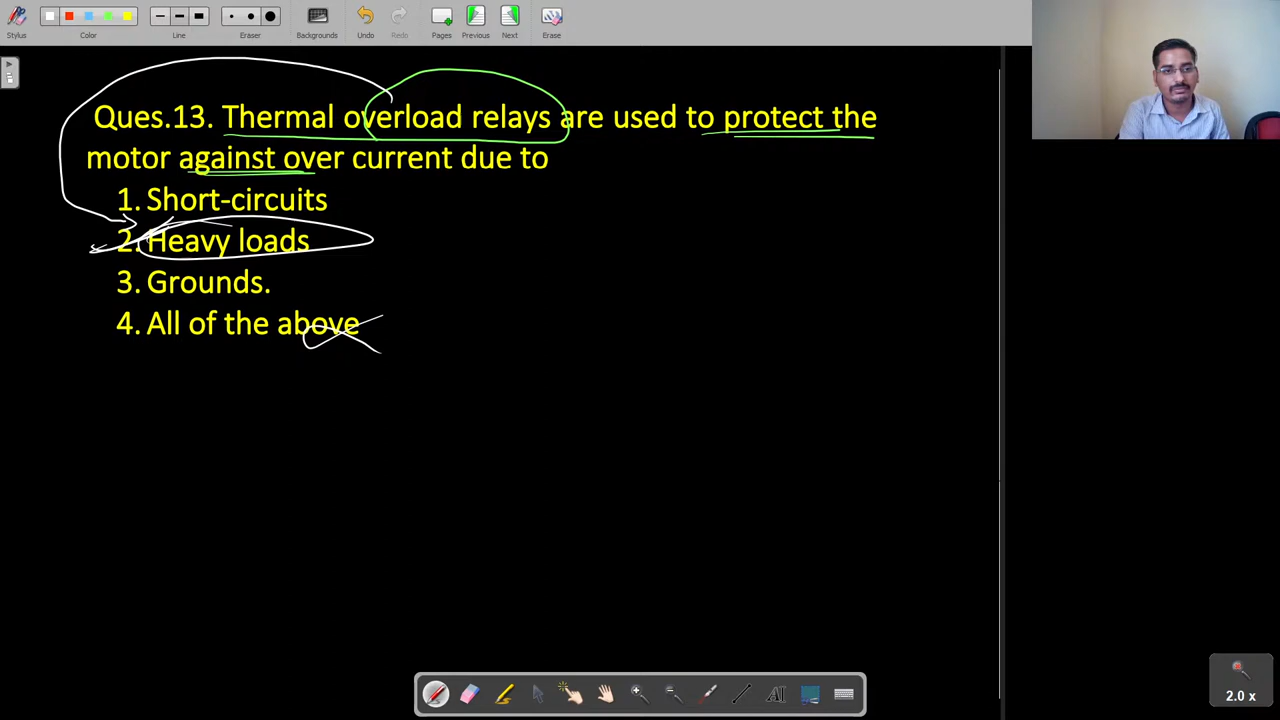 Stylus
Color
Line
Eraser
Backgrounds
Undo
Redo
Pages
Previous
Next
Erase
Ques.13. Thermal overload relays are used to protect the
motor against over current due to
1. Short-circuits
2. Heavy loads
3. Grounds.
4. All of the above
AI
2.0 x